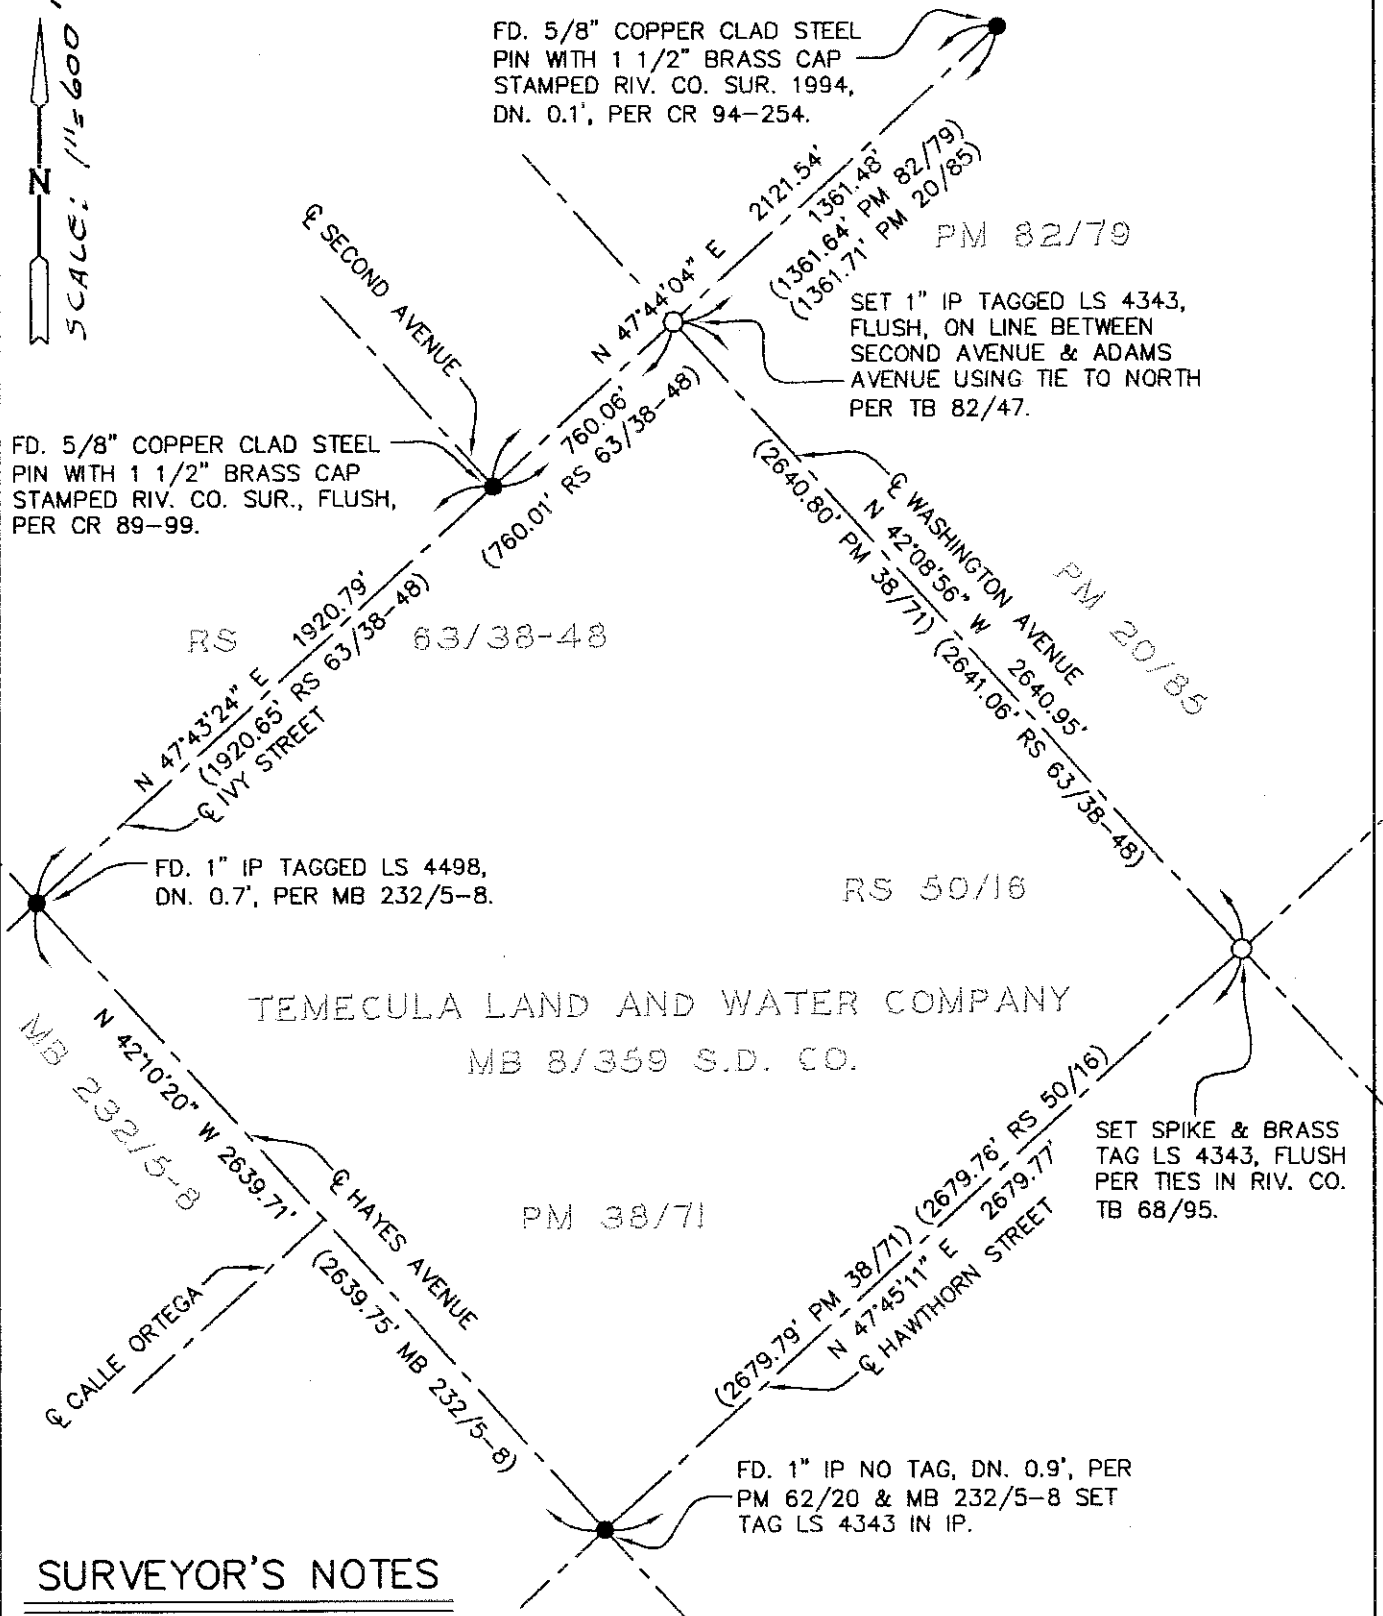 SCALE: 1"=600'
N
FD. 5/8" COPPER CLAD STEEL
PIN WITH 1 1/2" BRASS CAP
STAMPED RIV. CO. SUR. 1994,
DN. 0.1', PER CR 94-254.
2121.54'
1361.48'
(1361.64' PM 82/79)
(1361.71' PM 20/85)
PM 82/79
℄ SECOND AVENUE
N 47°44'04" E
760.06'
(760.01' RS 63/38-48)
SET 1" IP TAGGED LS 4343,
FLUSH, ON LINE BETWEEN
SECOND AVENUE & ADAMS
AVENUE USING TIE TO NORTH
PER TB 82/47.
FD. 5/8" COPPER CLAD STEEL
PIN WITH 1 1/2" BRASS CAP
STAMPED RIV. CO. SUR., FLUSH,
PER CR 89-99.
℄ WASHINGTON AVENUE
N 42°08'56" W 2640.95'
(2640.80' PM 38/71) (2641.06' RS 63/38-48)
PM 20/85
RS 63/38-48
N 47°43'24" E 1920.79'
(1920.65' RS 63/38-48)
℄ IVY STREET
FD. 1" IP TAGGED LS 4498,
DN. 0.7', PER MB 232/5-8.
RS 50/16
TEMECULA LAND AND WATER COMPANY
MB 8/359 S.D. CO.
MB 232/5-8
N 42°10'20" W 2639.71'
℄ HAYES AVENUE
(2639.75' MB 232/5-8)
℄ CALLE ORTEGA
PM 38/71
(2679.79' PM 38/71) (2679.76' RS 50/16)
N 47°45'11" E 2679.77'
℄ HAWTHORN STREET
SET SPIKE & BRASS
TAG LS 4343, FLUSH
PER TIES IN RIV. CO.
TB 68/95.
FD. 1" IP NO TAG, DN. 0.9', PER
PM 62/20 & MB 232/5-8 SET
TAG LS 4343 IN IP.
SURVEYOR'S NOTES